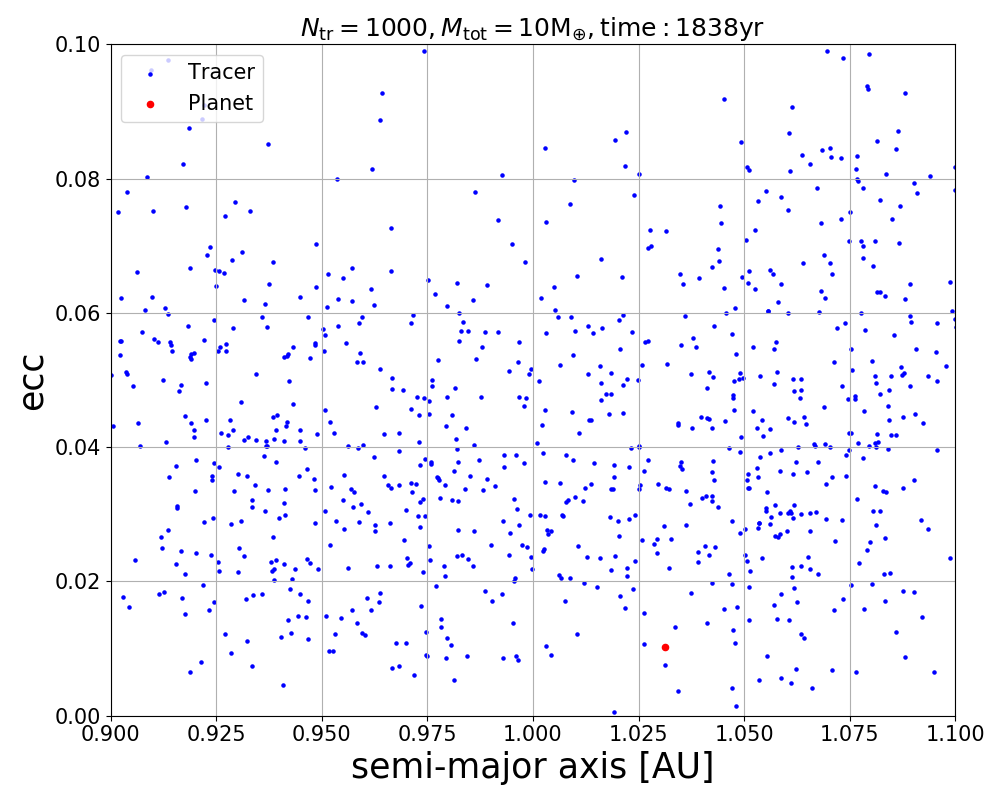 N_tr = 1000, M_tot = 10M_⊕, time : 1838yr
Tracer
Planet
ecc
0.10
0.08
0.06
0.04
0.02
0.00
0.900 0.925 0.950 0.975 1.000 1.025 1.050 1.075 1.100
semi-major axis [AU]